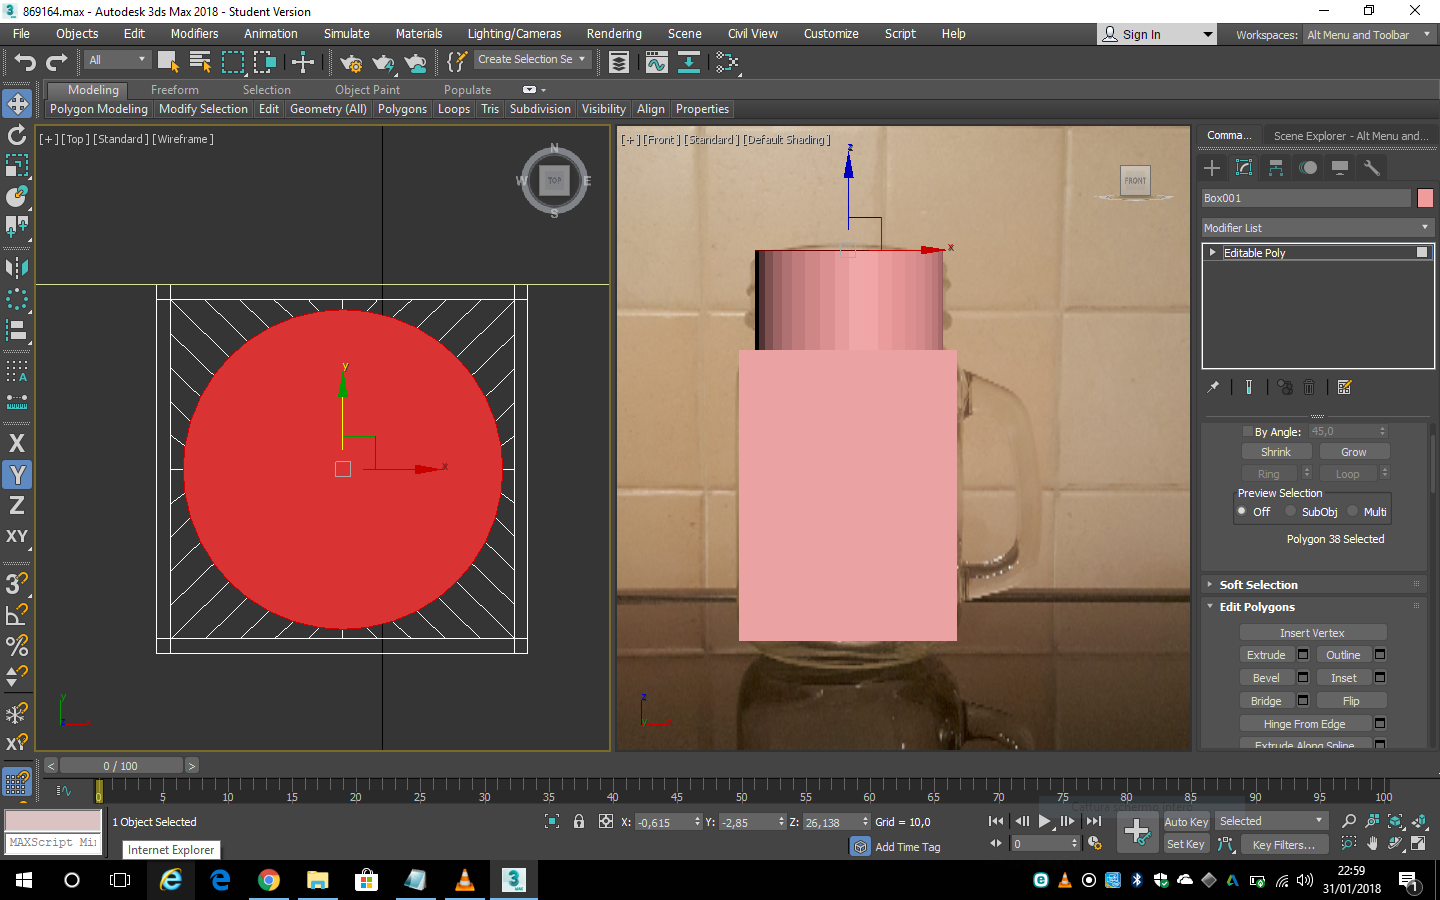 869164.max - Autodesk 3ds Max 2018 - Student Version
File Objects Edit Modifiers Animation Simulate Materials Lighting/Cameras Rendering Scene Civil View Customize Script Help Sign In Workspaces: Alt Menu and Toolbar
All Create Selection Se
Modeling Freeform Selection Object Paint Populate
Polygon Modeling Modify Selection Edit Geometry (All) Polygons Loops Tris Subdivision Visibility Align Properties
[+] [Top] [Standard] [Wireframe]
[+] [Front] [Standard] [Default Shading]
Comma... Scene Explorer - Alt Menu and...
N
W TOP E
S
FRONT
z
x
y
x
Box001
Modifier List
Editable Poly
By Angle: 45,0
Shrink Grow
Ring Loop
Preview Selection
Off SubObj Multi
Polygon 38 Selected
Soft Selection
Edit Polygons
Insert Vertex
Extrude Outline
Bevel Inset
Bridge Flip
Hinge From Edge
Extrude Along Spline
X
Y
Z
XY
3
%
XY
y
z
x
z
y
x
< 0 / 100 >
0 5 10 15 20 25 30 35 40 45 50 55 60 65 70 75 80 85 90 95 100
Cattura schermo intero
1 Object Selected
X: -0,615 Y: -2,85 Z: 26,138 Grid = 10,0
Auto Key Selected
MAXScript Mi
Internet Explorer
Add Time Tag
0
Set Key Key Filters...
3
MAX
22:59
31/01/2018
1